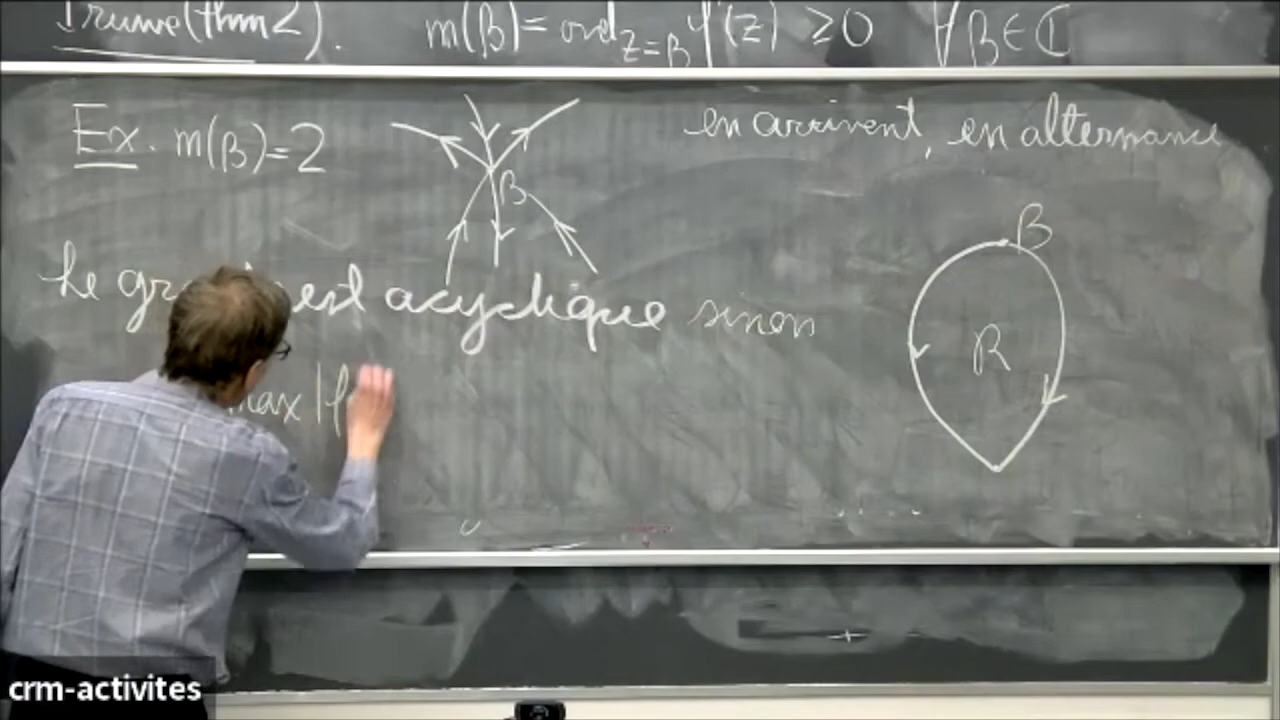 Preuve (thm 2). m(β) = ord_{z=β} f'(z) ≥ 0 ∀ β ∈ ℂ
en arrivent, en alternance
Ex. m(β)=2
β
β
Le gr est acyclique sinon
R
max |f
crm-activites